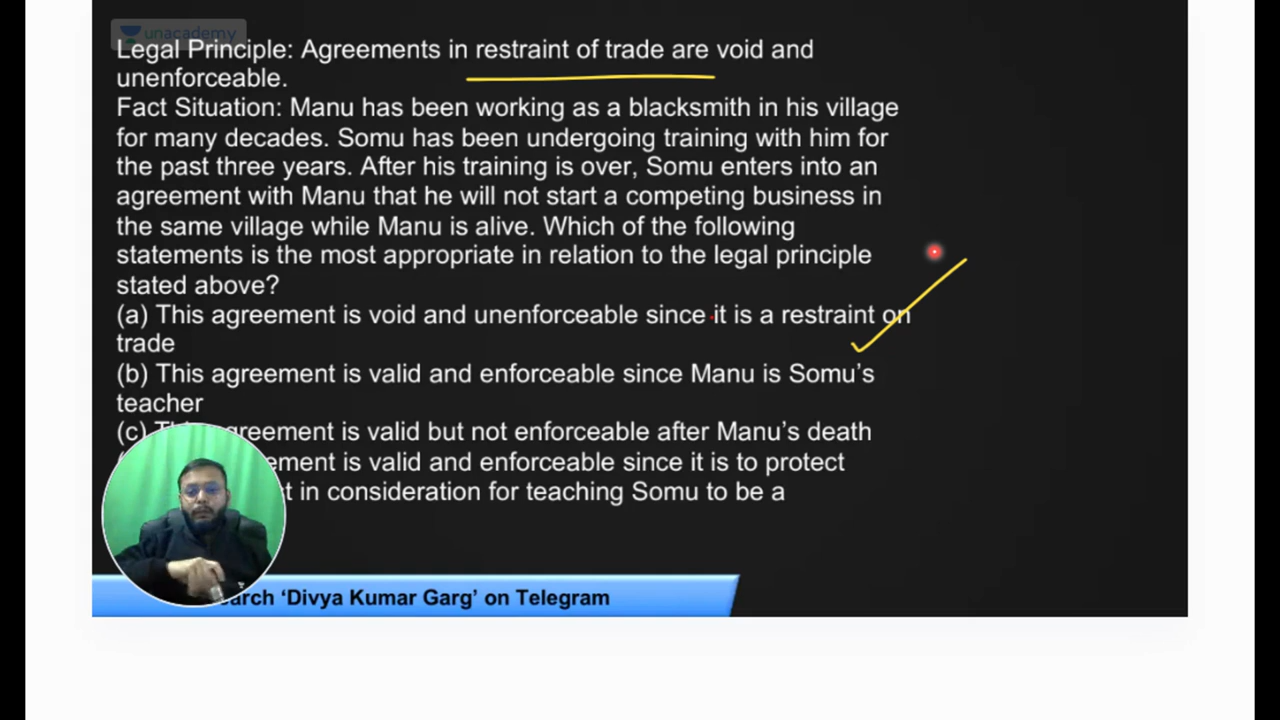 unacademy
Legal Principle: Agreements in restraint of trade are void and
unenforceable.
Fact Situation: Manu has been working as a blacksmith in his village
for many decades. Somu has been undergoing training with him for
the past three years. After his training is over, Somu enters into an
agreement with Manu that he will not start a competing business in
the same village while Manu is alive. Which of the following
statements is the most appropriate in relation to the legal principle
stated above?
(a) This agreement is void and unenforceable since it is a restraint on
trade
(b) This agreement is valid and enforceable since Manu is Somu's
teacher
(c) This agreement is valid but not enforceable after Manu's death
is valid and enforceable since it is to protect
in consideration for teaching Somu to be a
'Divya Kumar Garg' on Telegram